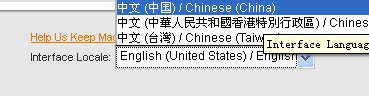 中文 (中国) / Chinese (China)
中文 (中華人民共和國香港特別行政區) / Chines
中文 (台灣) / Chinese (Taiw
Interface Languag
Help Us Keep Ma
Interface Locale: English (United States) / English